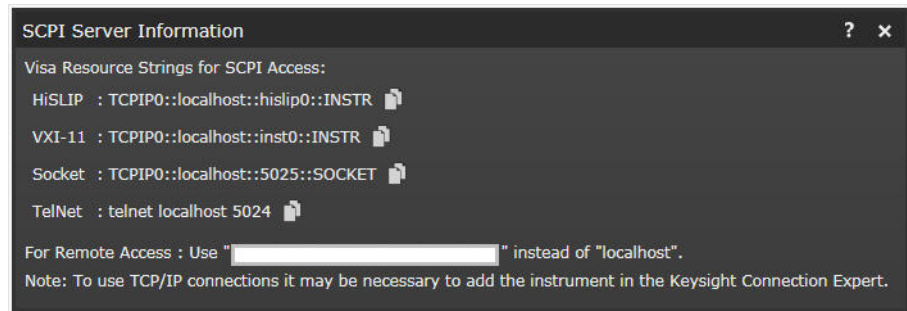 SCPI Server Information ? ×
Visa Resource Strings for SCPI Access:
HiSLIP : TCPIP0::localhost::hislip0::INSTR
VXI-11 : TCPIP0::localhost::inst0::INSTR
Socket : TCPIP0::localhost::5025::SOCKET
TelNet : telnet localhost 5024
For Remote Access : Use " " instead of "localhost".
Note: To use TCP/IP connections it may be necessary to add the instrument in the Keysight Connection Expert.